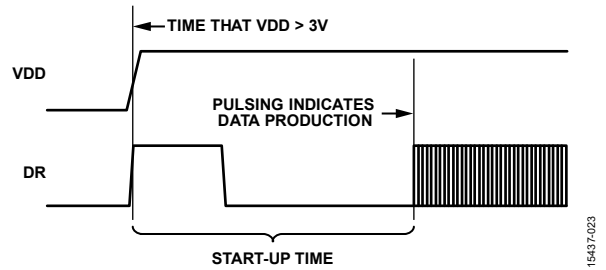 TIME THAT VDD > 3V
VDD
PULSING INDICATES
DATA PRODUCTION
DR
START-UP TIME
15437-023